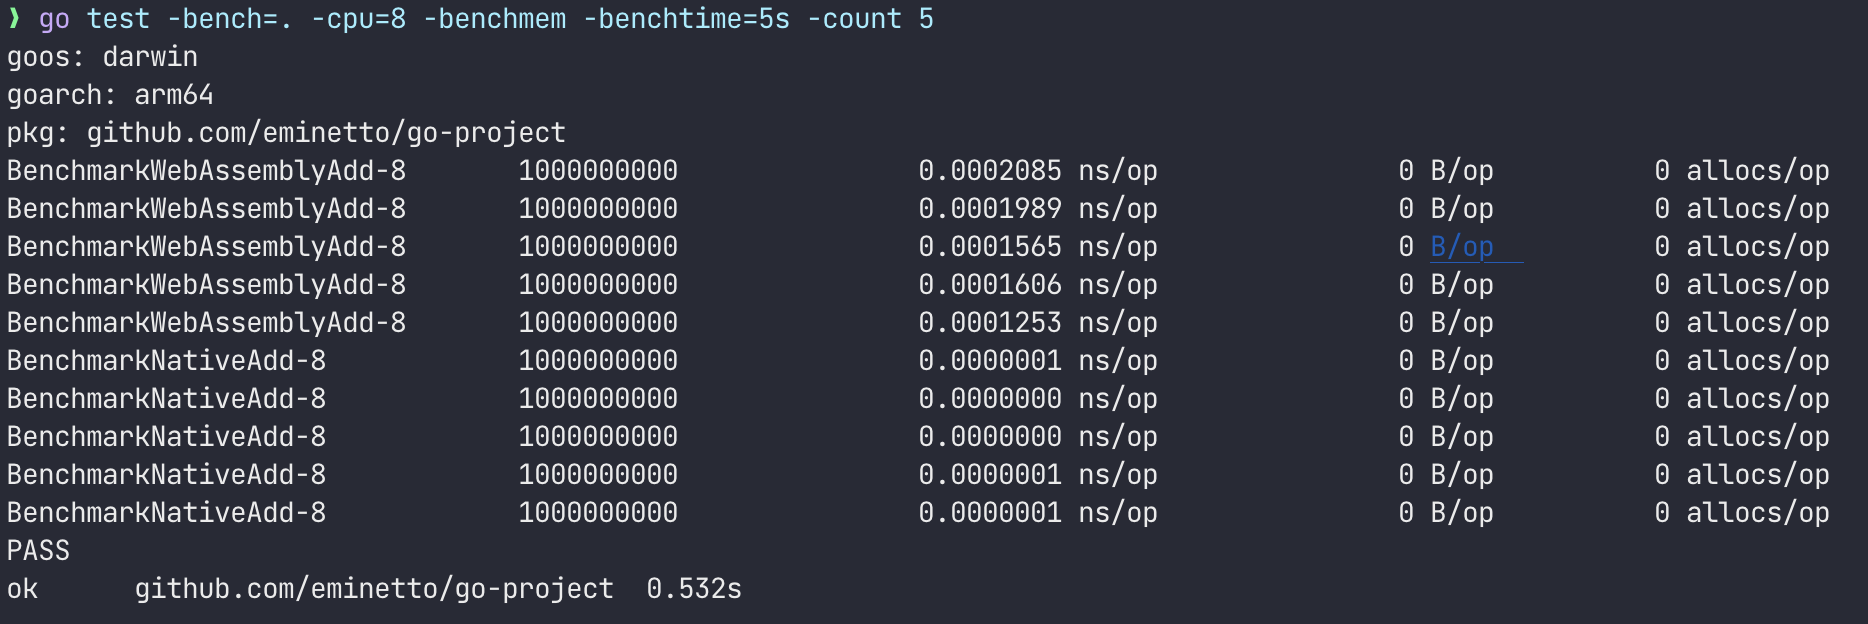 ❯ go test -bench=. -cpu=8 -benchmem -benchtime=5s -count 5
goos: darwin
goarch: arm64
pkg: github.com/eminetto/go-project
BenchmarkWebAssemblyAdd-8 1000000000 0.0002085 ns/op 0 B/op 0 allocs/op
BenchmarkWebAssemblyAdd-8 1000000000 0.0001989 ns/op 0 B/op 0 allocs/op
BenchmarkWebAssemblyAdd-8 1000000000 0.0001565 ns/op 0 B/op 0 allocs/op
BenchmarkWebAssemblyAdd-8 1000000000 0.0001606 ns/op 0 B/op 0 allocs/op
BenchmarkWebAssemblyAdd-8 1000000000 0.0001253 ns/op 0 B/op 0 allocs/op
BenchmarkNativeAdd-8 1000000000 0.0000001 ns/op 0 B/op 0 allocs/op
BenchmarkNativeAdd-8 1000000000 0.0000000 ns/op 0 B/op 0 allocs/op
BenchmarkNativeAdd-8 1000000000 0.0000000 ns/op 0 B/op 0 allocs/op
BenchmarkNativeAdd-8 1000000000 0.0000001 ns/op 0 B/op 0 allocs/op
BenchmarkNativeAdd-8 1000000000 0.0000001 ns/op 0 B/op 0 allocs/op
PASS
ok github.com/eminetto/go-project 0.532s